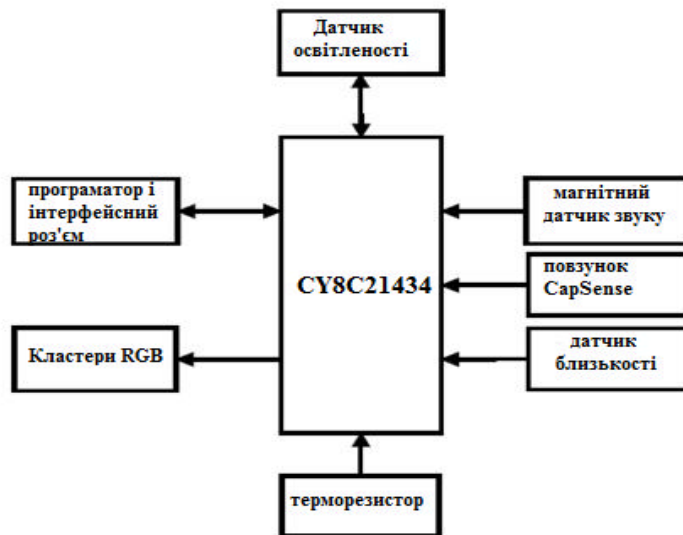 Датчик
освітленості
програматор і
інтерфейсний
роз'єм
магнітний
датчик звуку
CY8C21434
повзунок
CapSense
Кластери RGB
датчик
близькості
терморезистор